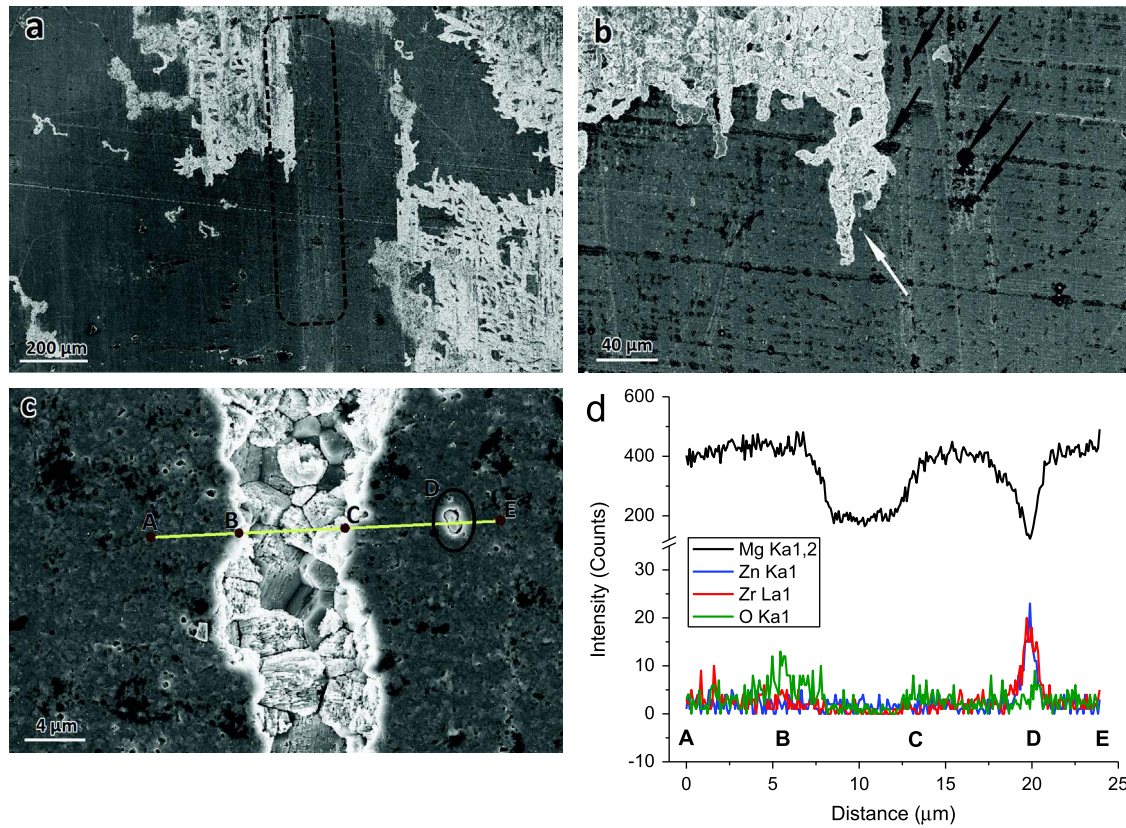 a
200 µm
b
40 µm
c
A
B
C
D
E
4 µm
d
Intensity (Counts)
600
400
200
30
20
10
0
-10
Mg Ka1,2
Zn Ka1
Zr La1
O Ka1
A B C D E
0 5 10 15 20 25
Distance (µm)